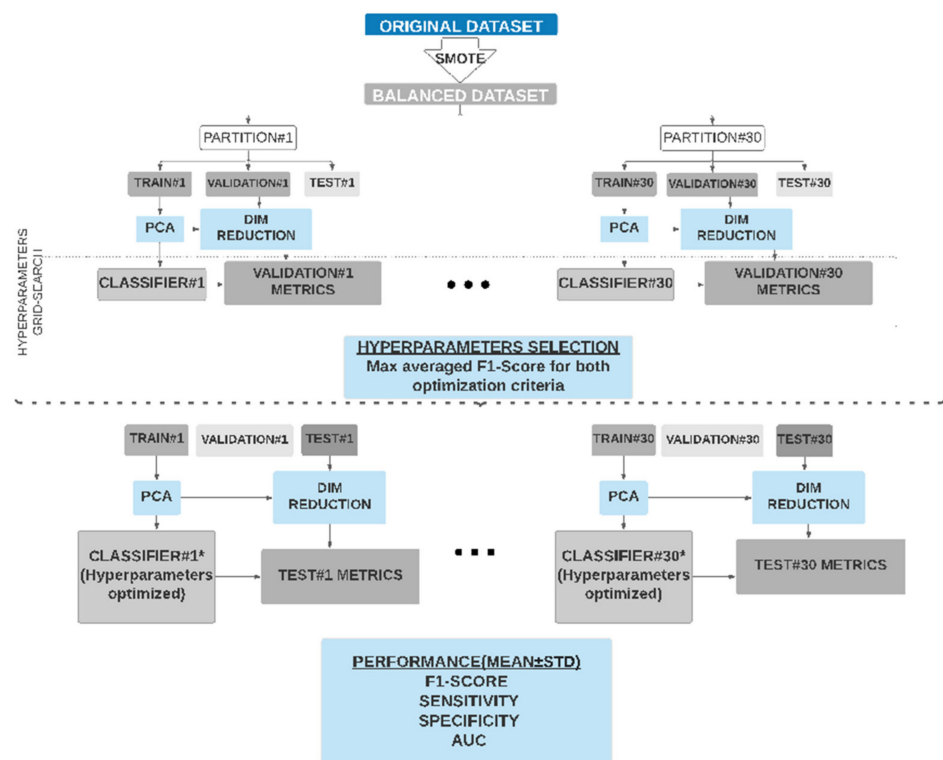 ORIGINAL DATASET
SMOTE
BALANCED DATASET
PARTITION#1
PARTITION#30
TRAIN#1
VALIDATION#1
TEST#1
TRAIN#30
VALIDATION#30
TEST#30
PCA
DIM
REDUCTION
PCA
DIM
REDUCTION
HYPERPARAMETERS
GRID-SEARCH
CLASSIFIER#1
VALIDATION#1
METRICS
...
CLASSIFIER#30
VALIDATION#30
METRICS
HYPERPARAMETERS SELECTION
Max averaged F1-Score for both
optimization criteria
TRAIN#1
VALIDATION#1
TEST#1
TRAIN#30
VALIDATION#30
TEST#30
PCA
DIM
REDUCTION
PCA
DIM
REDUCTION
CLASSIFIER#1*
(Hyperparameters
optimized}
TEST#1 METRICS
...
CLASSIFIER#30*
(Hyperparameters
optimized)
TEST#30 METRICS
PERFORMANCE(MEAN±STD)
F1-SCORE
SENSITIVITY
SPECIFICITY
AUC